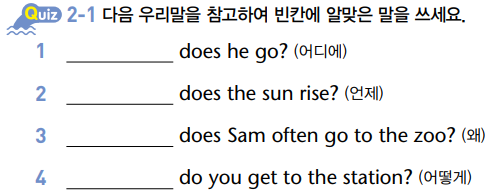 Quiz 2-1 다음 우리말을 참고하여 빈칸에 알맞은 말을 쓰세요.
1 __________ does he go? (어디에)
2 __________ does the sun rise? (언제)
3 __________ does Sam often go to the zoo? (왜)
4 __________ do you get to the station? (어떻게)